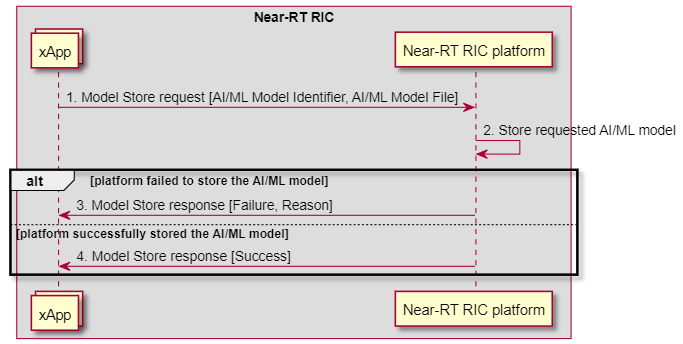 Near-RT RIC
xApp
Near-RT RIC platform
1. Model Store request [AI/ML Model Identifier, AI/ML Model File]
2. Store requested AI/ML model
alt
[platform failed to store the AI/ML model]
3. Model Store response [Failure, Reason]
[platform successfully stored the AI/ML model]
4. Model Store response [Success]
xApp
Near-RT RIC platform